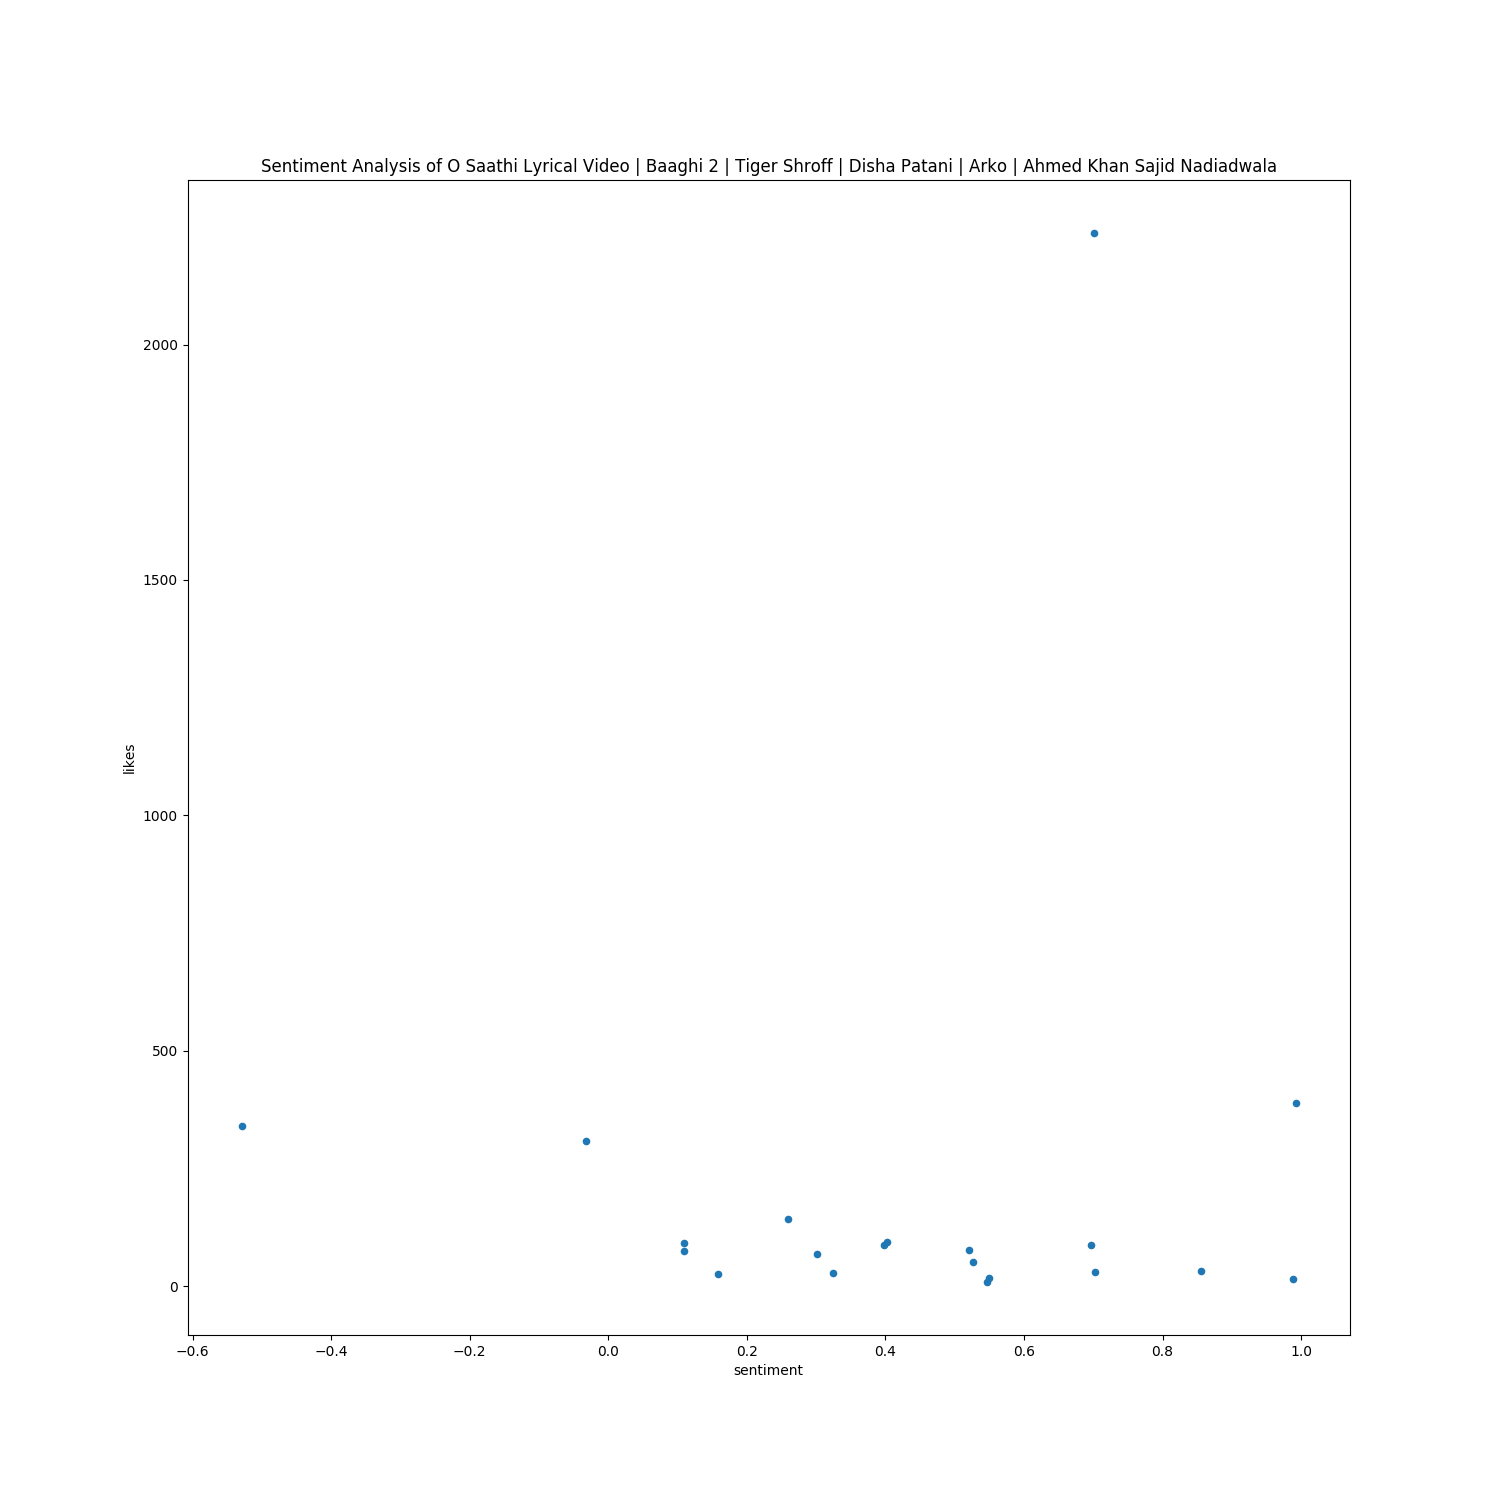 Sentiment Analysis of O Saathi Lyrical Video | Baaghi 2 | Tiger Shroff | Disha Patani | Arko | Ahmed Khan Sajid Nadiadwala
2000
1500
1000
500
0
likes
−0.6 −0.4 −0.2 0.0 0.2 0.4 0.6 0.8 1.0
sentiment